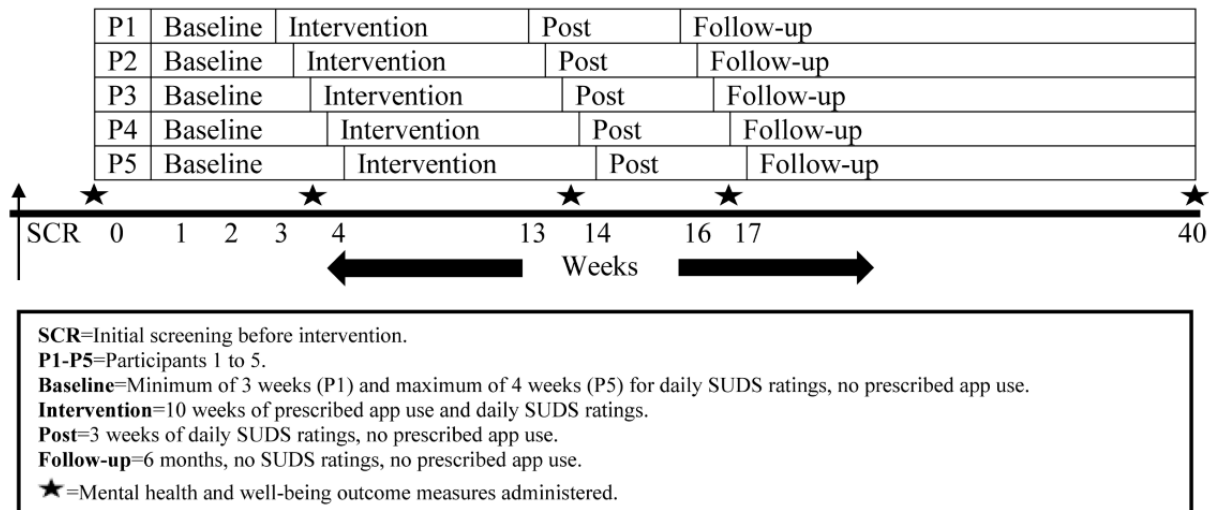 P1 Baseline Intervention Post Follow-up
P2 Baseline Intervention Post Follow-up
P3 Baseline Intervention Post Follow-up
P4 Baseline Intervention Post Follow-up
P5 Baseline Intervention Post Follow-up
SCR 0 1 2 3 4 13 14 16 17 40
Weeks
SCR=Initial screening before intervention.
P1-P5=Participants 1 to 5.
Baseline=Minimum of 3 weeks (P1) and maximum of 4 weeks (P5) for daily SUDS ratings, no prescribed app use.
Intervention=10 weeks of prescribed app use and daily SUDS ratings.
Post=3 weeks of daily SUDS ratings, no prescribed app use.
Follow-up=6 months, no SUDS ratings, no prescribed app use.
★=Mental health and well-being outcome measures administered.